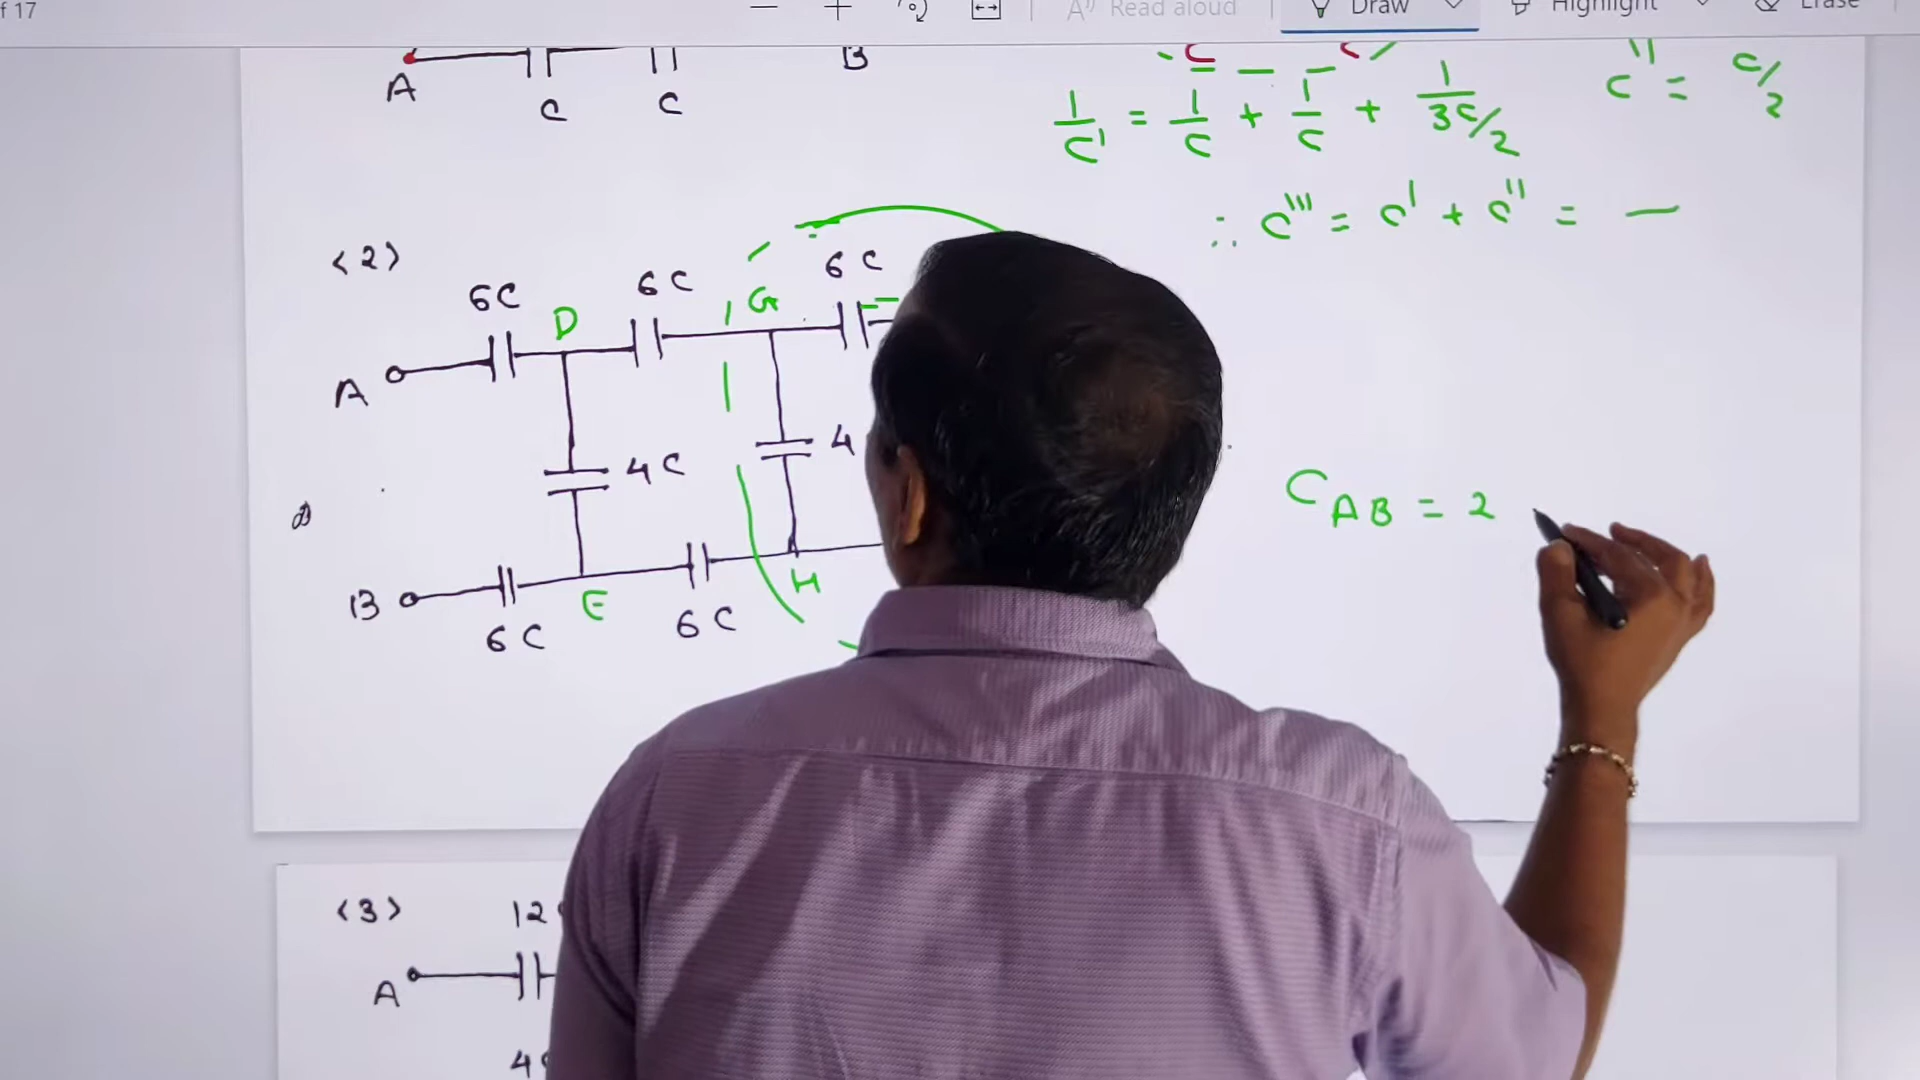 f 17
Read aloud
Draw
Highlight
Erase
A
C
C
B
1/C' = 1/C + 1/C + 1/3C/2
C'' = C/2
∴ C''' = C' + C'' = —
<2>
6C
6C
6C
D
G
A
4C
4
B
E
H
6C
6C
C AB = 2
<3>
12
A
4